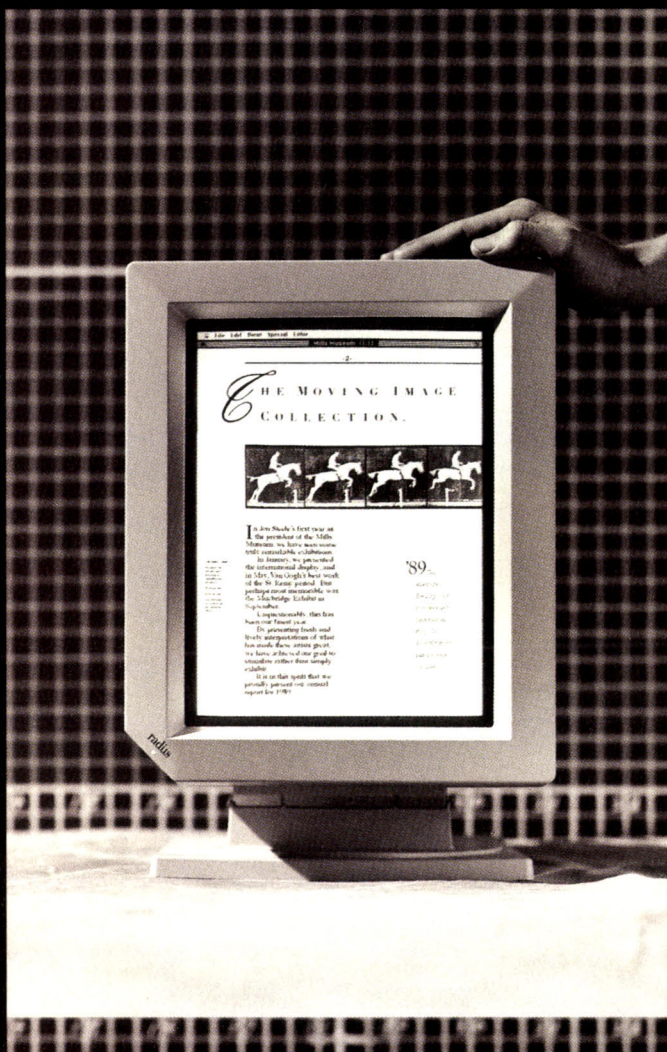 File Edit Special Color
Mills Museum
-2-
THE MOVING IMAGE
COLLECTION.
In Jon Steele's first year as
the president of the Mills
Museum, we have seen some
truly remarkable exhibitions.
In January, we presented
the international display, and
in May, Van Gogh's best work
of the St. Remy period. But
perhaps most memorable was
the Muybridge Exhibit in
September.
Unquestionably, this has
been our finest year.
By presenting fresh and
lively interpretations of what
has made these artists great,
we have achieved our goal to
stimulate rather than simply
exhibit.
It is in this spirit that we
proudly present our annual
report for 1989.
'89
radius